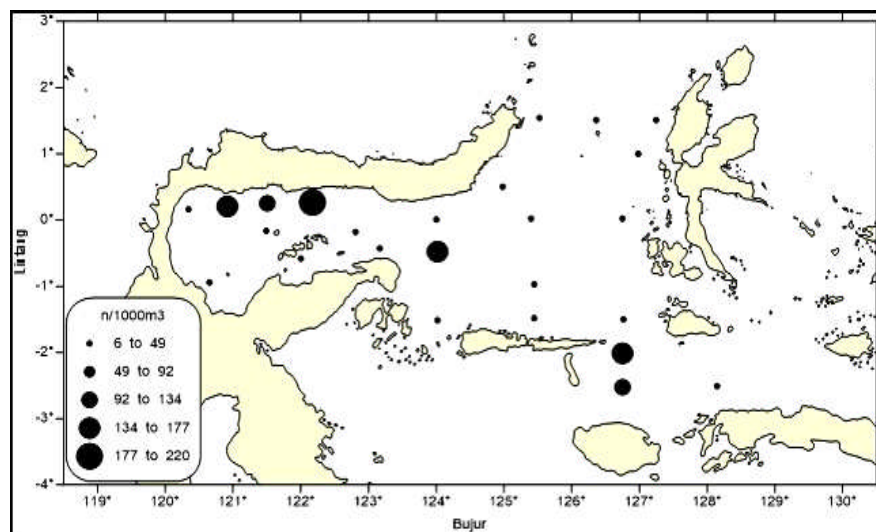 3°
2°
1°
0°
-1°
-2°
-3°
-4°
Lintang
n/1000m3
6 to 49
49 to 92
92 to 134
134 to 177
177 to 220
119° 120° 121° 122° 123° 124° 125° 126° 127° 128° 129° 130°
Bujur